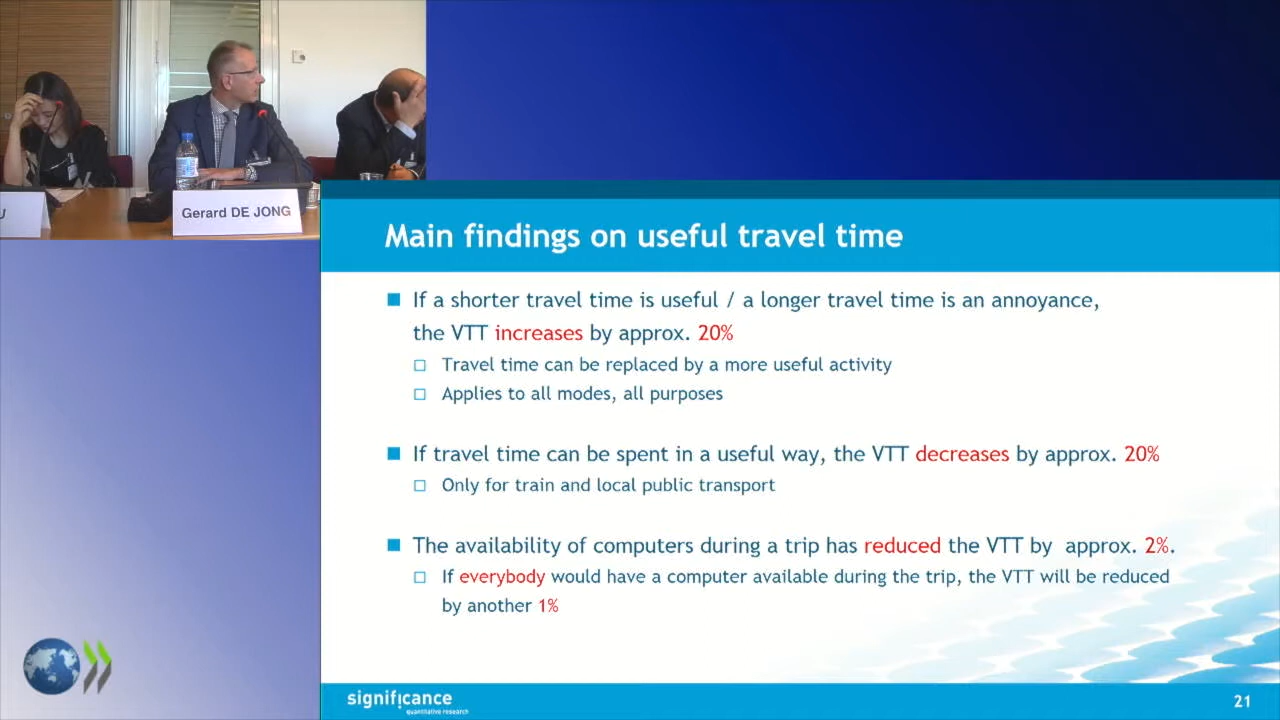 U
Gerard DE JONG
Main findings on useful travel time
If a shorter travel time is useful / a longer travel time is an annoyance,
the VTT increases by approx. 20%
Travel time can be replaced by a more useful activity
Applies to all modes, all purposes
If travel time can be spent in a useful way, the VTT decreases by approx. 20%
Only for train and local public transport
The availability of computers during a trip has reduced the VTT by approx. 2%.
If everybody would have a computer available during the trip, the VTT will be reduced
by another 1%
significance
quantitative research
21